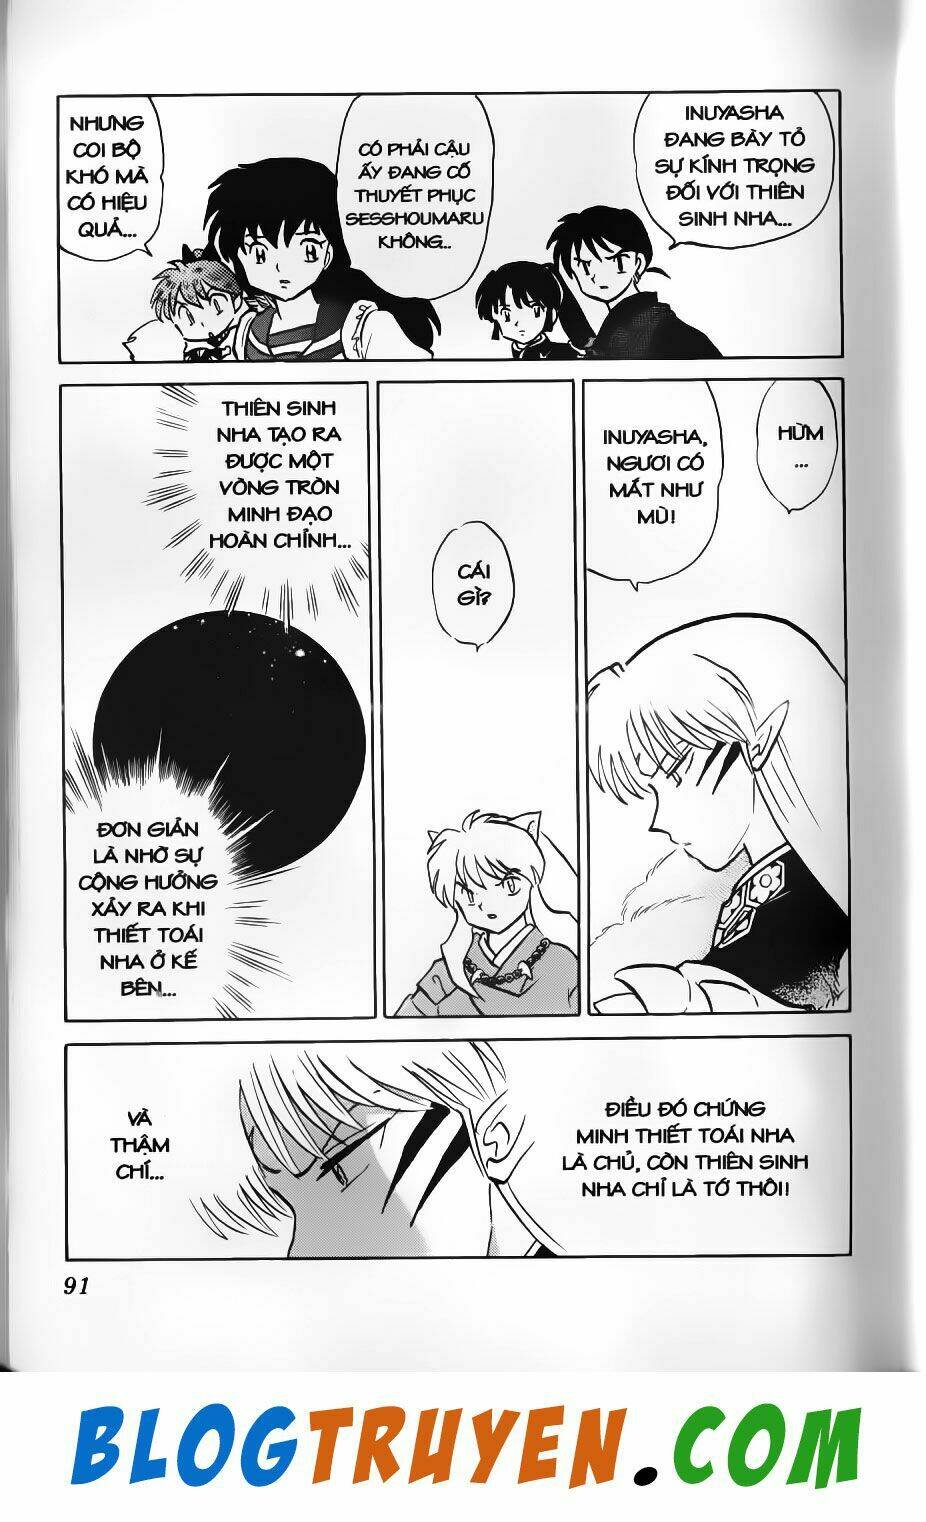 INUYASHA
ĐANG BÀY TỎ
SỰ KÍNH TRỌNG
ĐỐI VỚI THIÊN
SINH NHA...
CÓ PHẢI CẬU
ẤY ĐANG CỐ
THUYẾT PHỤC
SESSHOUMARU
KHÔNG..
NHƯNG
COI BỘ
KHÓ MÀ
CÓ HIỆU
QUẢ...
HỪM
...
INUYASHA,
NGƯƠI CÓ
MẮT NHƯ
MÙ!
CÁI
GÌ?
THIÊN SINH
NHA TẠO RA
ĐƯỢC MỘT
VÒNG TRÒN
MINH ĐẠO
HOÀN CHỈNH...
ĐƠN GIẢN
LÀ NHỜ SỰ
CỘNG HƯỞNG
XẢY RA KHI
THIẾT TOÁI
NHA Ở KẾ
BÊN...
ĐIỀU ĐÓ CHỨNG
MINH THIẾT TOÁI NHA
LÀ CHỦ, CÒN THIÊN SINH
NHA CHỈ LÀ TỚ THÔI!
VÀ
THẬM
CHÍ...
91
BLOGTRUYEN.COM